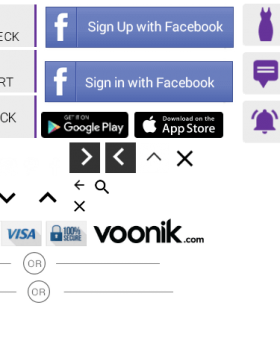 ECK
f Sign Up with Facebook
RT
f Sign in with Facebook
CK
GET IT ON
Google Play
Download on the
App Store
VISA 100% SECURE voonik.com
OR
OR